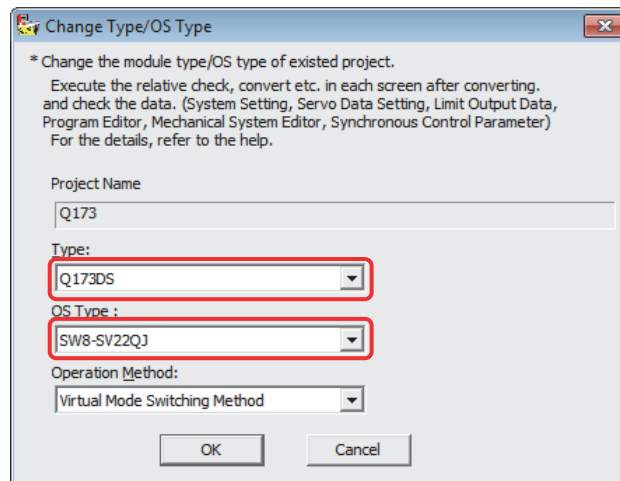 Change Type/OS Type
* Change the module type/OS type of existed project.
Execute the relative check, convert etc. in each screen after converting.
and check the data. (System Setting, Servo Data Setting, Limit Output Data,
Program Editor, Mechanical System Editor, Synchronous Control Parameter)
For the details, refer to the help.
Project Name
Q173
Type:
Q173DS
OS Type :
SW8-SV22QJ
Operation Method:
Virtual Mode Switching Method
OK Cancel